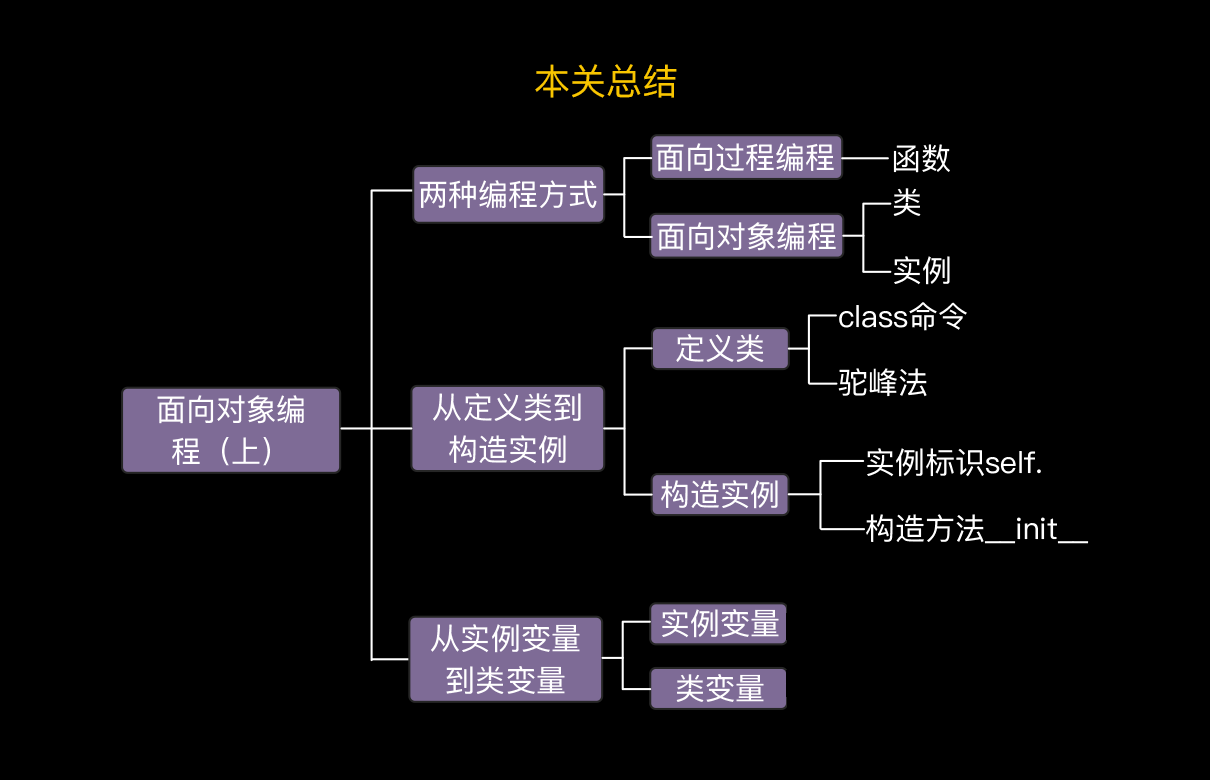 本关总结
两种编程方式
面向过程编程
函数
面向对象编程
类
实例
面向对象编
程（上）
从定义类到
构造实例
定义类
class命令
驼峰法
构造实例
实例标识self.
构造方法__init__
从实例变量
到类变量
实例变量
类变量